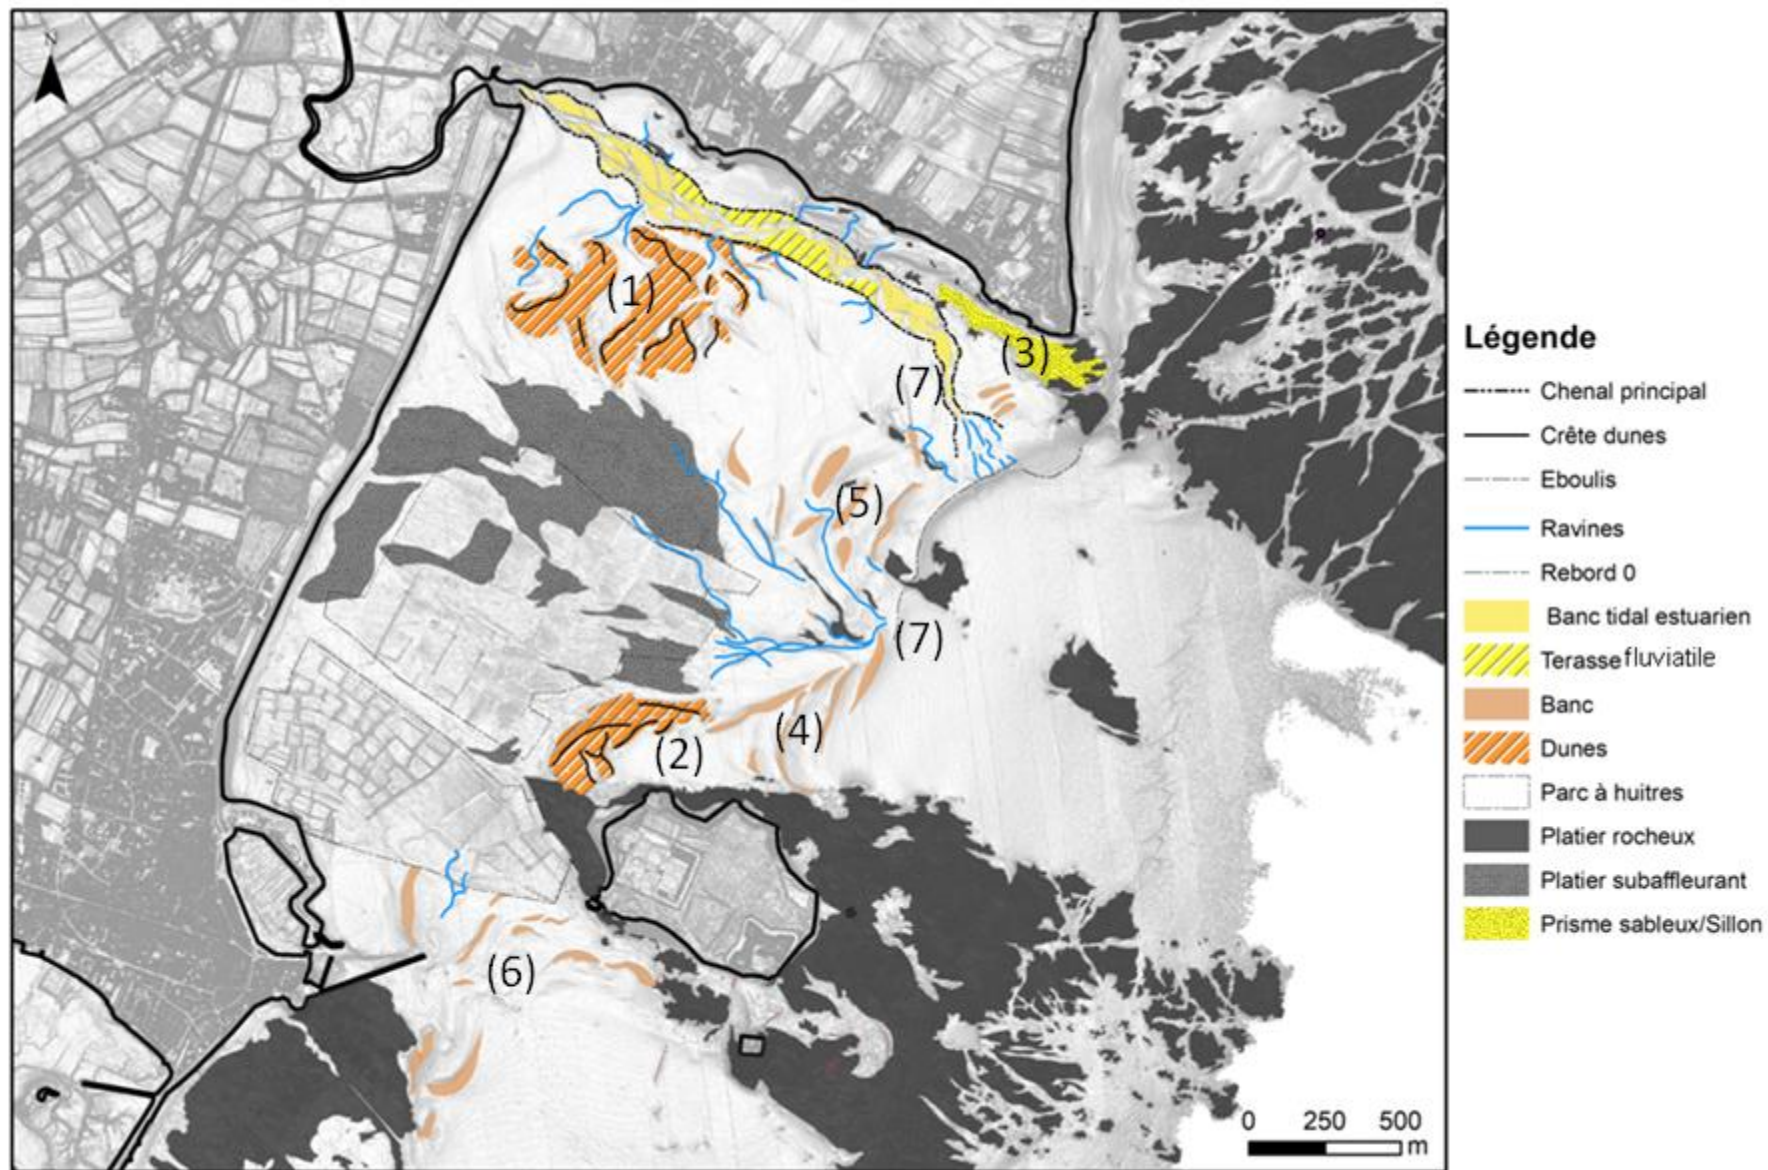 N
(1)
(3)
(7)
(5)
(7)
(4)
(2)
(6)
0 250 500
m
Légende
Chenal principal
Crête dunes
Eboulis
Ravines
Rebord 0
Banc tidal estuarien
Terasse fluviatile
Banc
Dunes
Parc à huitres
Platier rocheux
Platier subaffleurant
Prisme sableux/Sillon